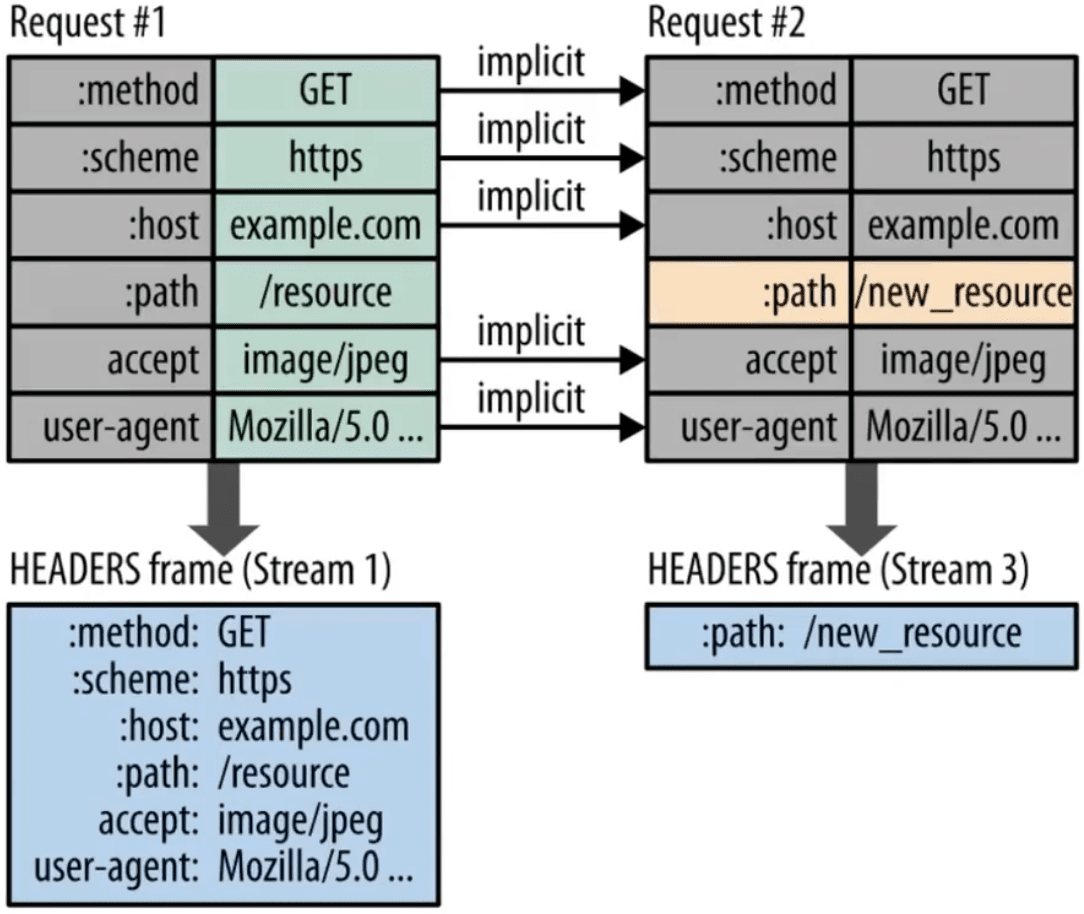 Request #1
:method GET
:scheme https
:host example.com
:path /resource
accept image/jpeg
user-agent Mozilla/5.0 ...
implicit
implicit
implicit
implicit
implicit
Request #2
:method GET
:scheme https
:host example.com
:path /new_resource
accept image/jpeg
user-agent Mozilla/5.0 ...
HEADERS frame (Stream 1)
:method: GET
:scheme: https
:host: example.com
:path: /resource
accept: image/jpeg
user-agent: Mozilla/5.0 ...
HEADERS frame (Stream 3)
:path: /new_resource